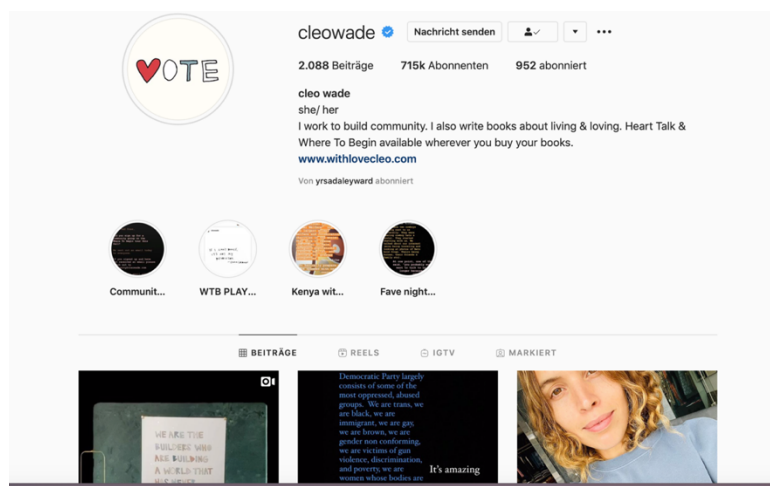 VOTE
cleowade
Nachricht senden
2.088 Beiträge 715k Abonnenten 952 abonniert
cleo wade
she/ her
I work to build community. I also write books about living & loving. Heart Talk &
Where To Begin available wherever you buy your books.
www.withlovecleo.com
Von yrsadaleyward abonniert
Communit... WTB PLAY... Kenya wit... Fave night...
BEITRÄGE REELS IGTV MARKIERT
WE ARE THE
BUILDERS WHO
ARE BUILDING
A WORLD THAT
HAS NEVER
Democratic Party largely
consists of some of the
most oppressed, abused
groups. We are trans, we
are black, we are
immigrant, we are gay,
we are brown, we are
gender non conforming,
we are victims of gun
violence, discrimination,
and poverty, we are
women whose bodies are
It's amazing